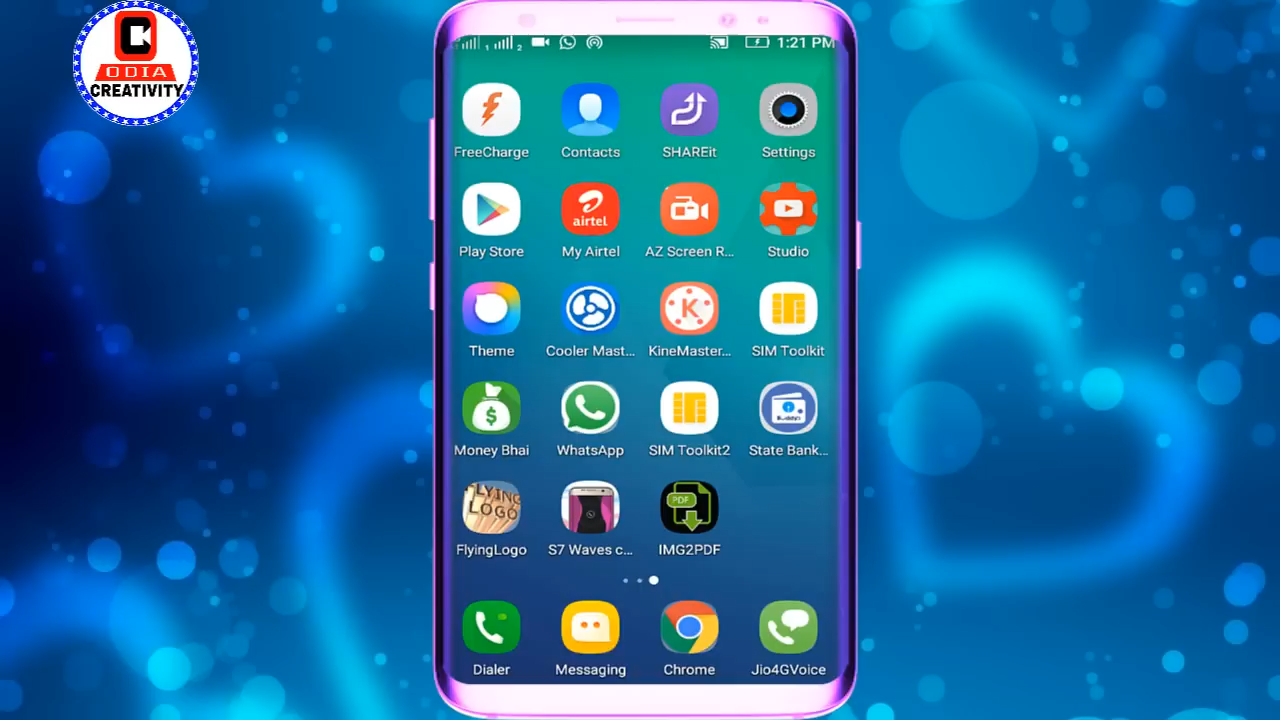 ODIA
CREATIVITY
1 2 1:21 PM
FreeCharge Contacts SHAREit Settings
airtel
Play Store My Airtel AZ Screen R... Studio
K
Theme Cooler Mast... KineMaster... SIM Toolkit
$
Money Bhai WhatsApp SIM Toolkit2 State Bank...
FLYING
LOGO
PDF
FlyingLogo S7 Waves c... IMG2PDF
Dialer Messaging Chrome Jio4GVoice